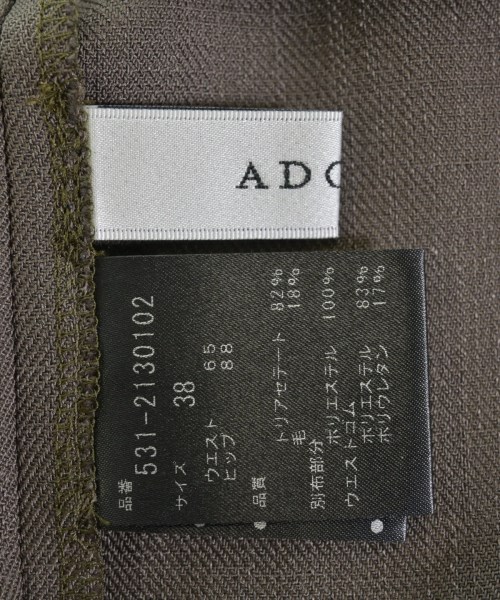 ADO
品番
531-2130102
サイズ
38
ウエスト 65
ヒップ 88
品質
トリアセテート 82%
毛 18%
別布部分
ポリエステル 100%
ウエストゴム
ポリエステル 83%
ポリウレタン 17%